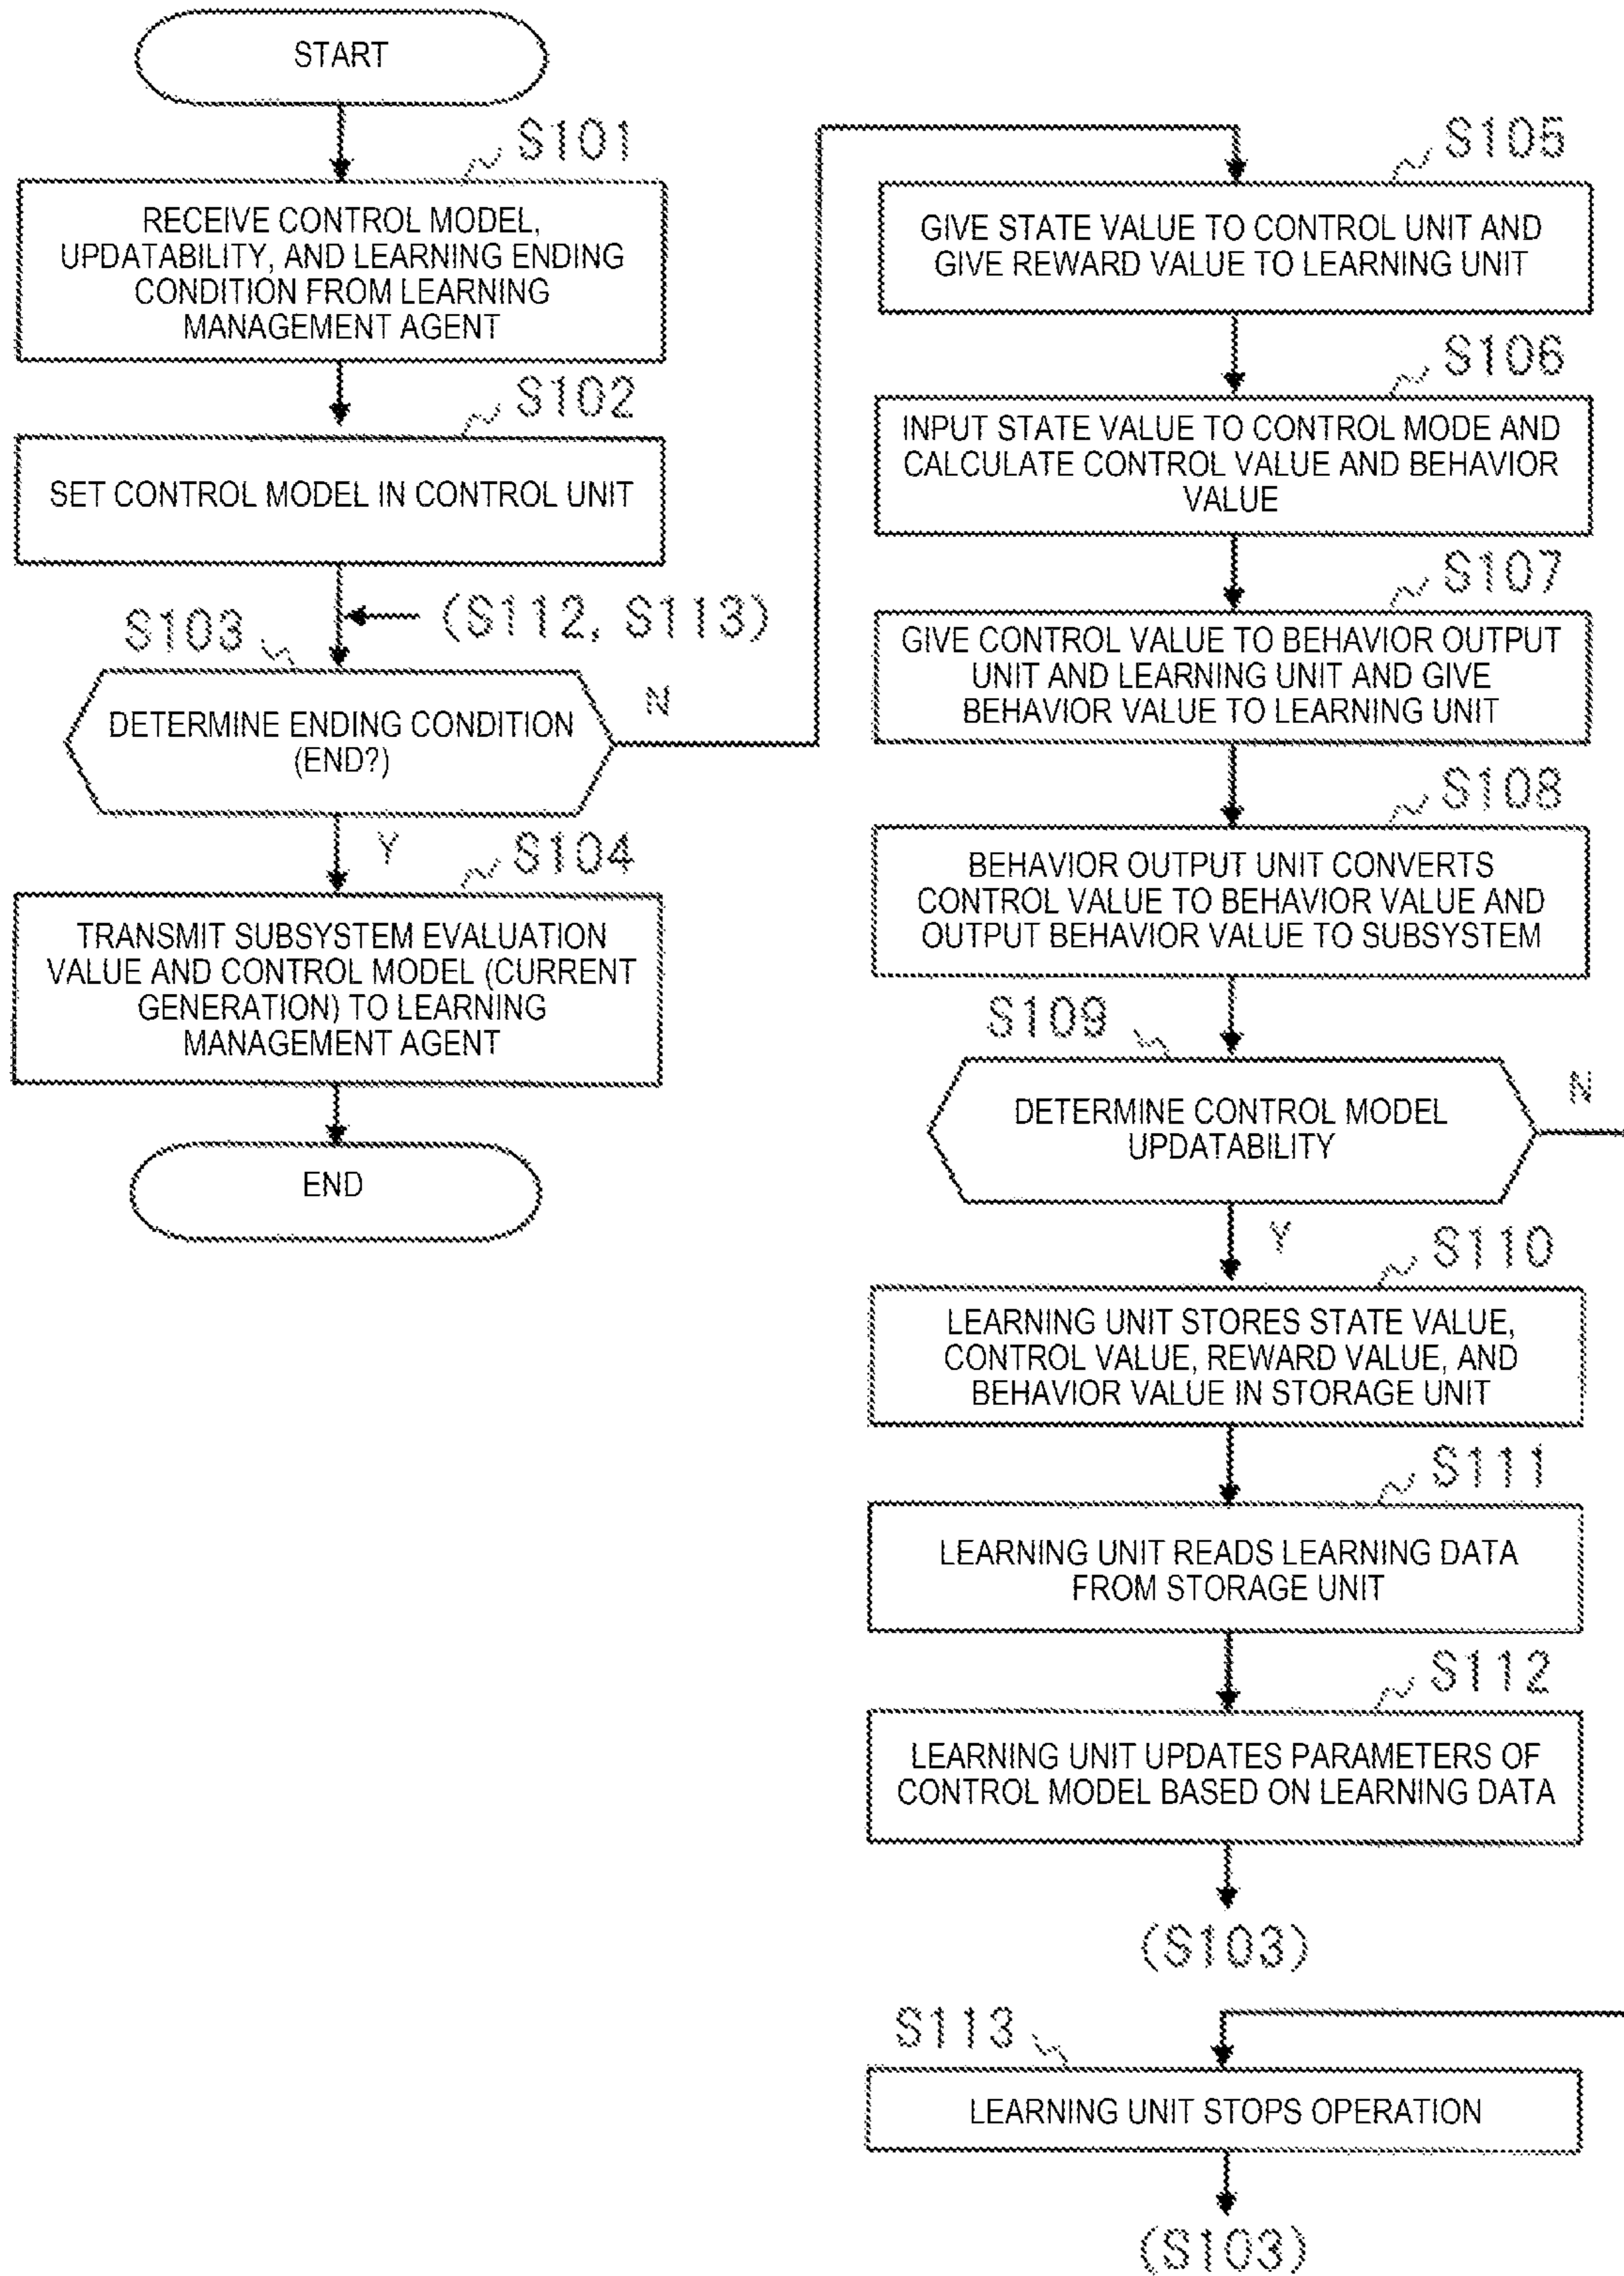 START
S101
RECEIVE CONTROL MODEL,
UPDATABILITY, AND LEARNING ENDING
CONDITION FROM LEARNING
MANAGEMENT AGENT
S102
SET CONTROL MODEL IN CONTROL UNIT
(S112, S113)
S103
DETERMINE ENDING CONDITION
(END?)
N
Y
S104
TRANSMIT SUBSYSTEM EVALUATION
VALUE AND CONTROL MODEL (CURRENT
GENERATION) TO LEARNING
MANAGEMENT AGENT
END
S105
GIVE STATE VALUE TO CONTROL UNIT AND
GIVE REWARD VALUE TO LEARNING UNIT
S106
INPUT STATE VALUE TO CONTROL MODE AND
CALCULATE CONTROL VALUE AND BEHAVIOR
VALUE
S107
GIVE CONTROL VALUE TO BEHAVIOR OUTPUT
UNIT AND LEARNING UNIT AND GIVE
BEHAVIOR VALUE TO LEARNING UNIT
S108
BEHAVIOR OUTPUT UNIT CONVERTS
CONTROL VALUE TO BEHAVIOR VALUE AND
OUTPUT BEHAVIOR VALUE TO SUBSYSTEM
S109
DETERMINE CONTROL MODEL
UPDATABILITY
N
Y
S110
LEARNING UNIT STORES STATE VALUE,
CONTROL VALUE, REWARD VALUE, AND
BEHAVIOR VALUE IN STORAGE UNIT
S111
LEARNING UNIT READS LEARNING DATA
FROM STORAGE UNIT
S112
LEARNING UNIT UPDATES PARAMETERS OF
CONTROL MODEL BASED ON LEARNING DATA
(S103)
S113
LEARNING UNIT STOPS OPERATION
(S103)